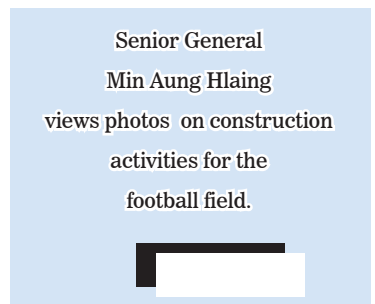 Senior General
Min Aung Hlaing
views photos on construction
activities for the
football field.